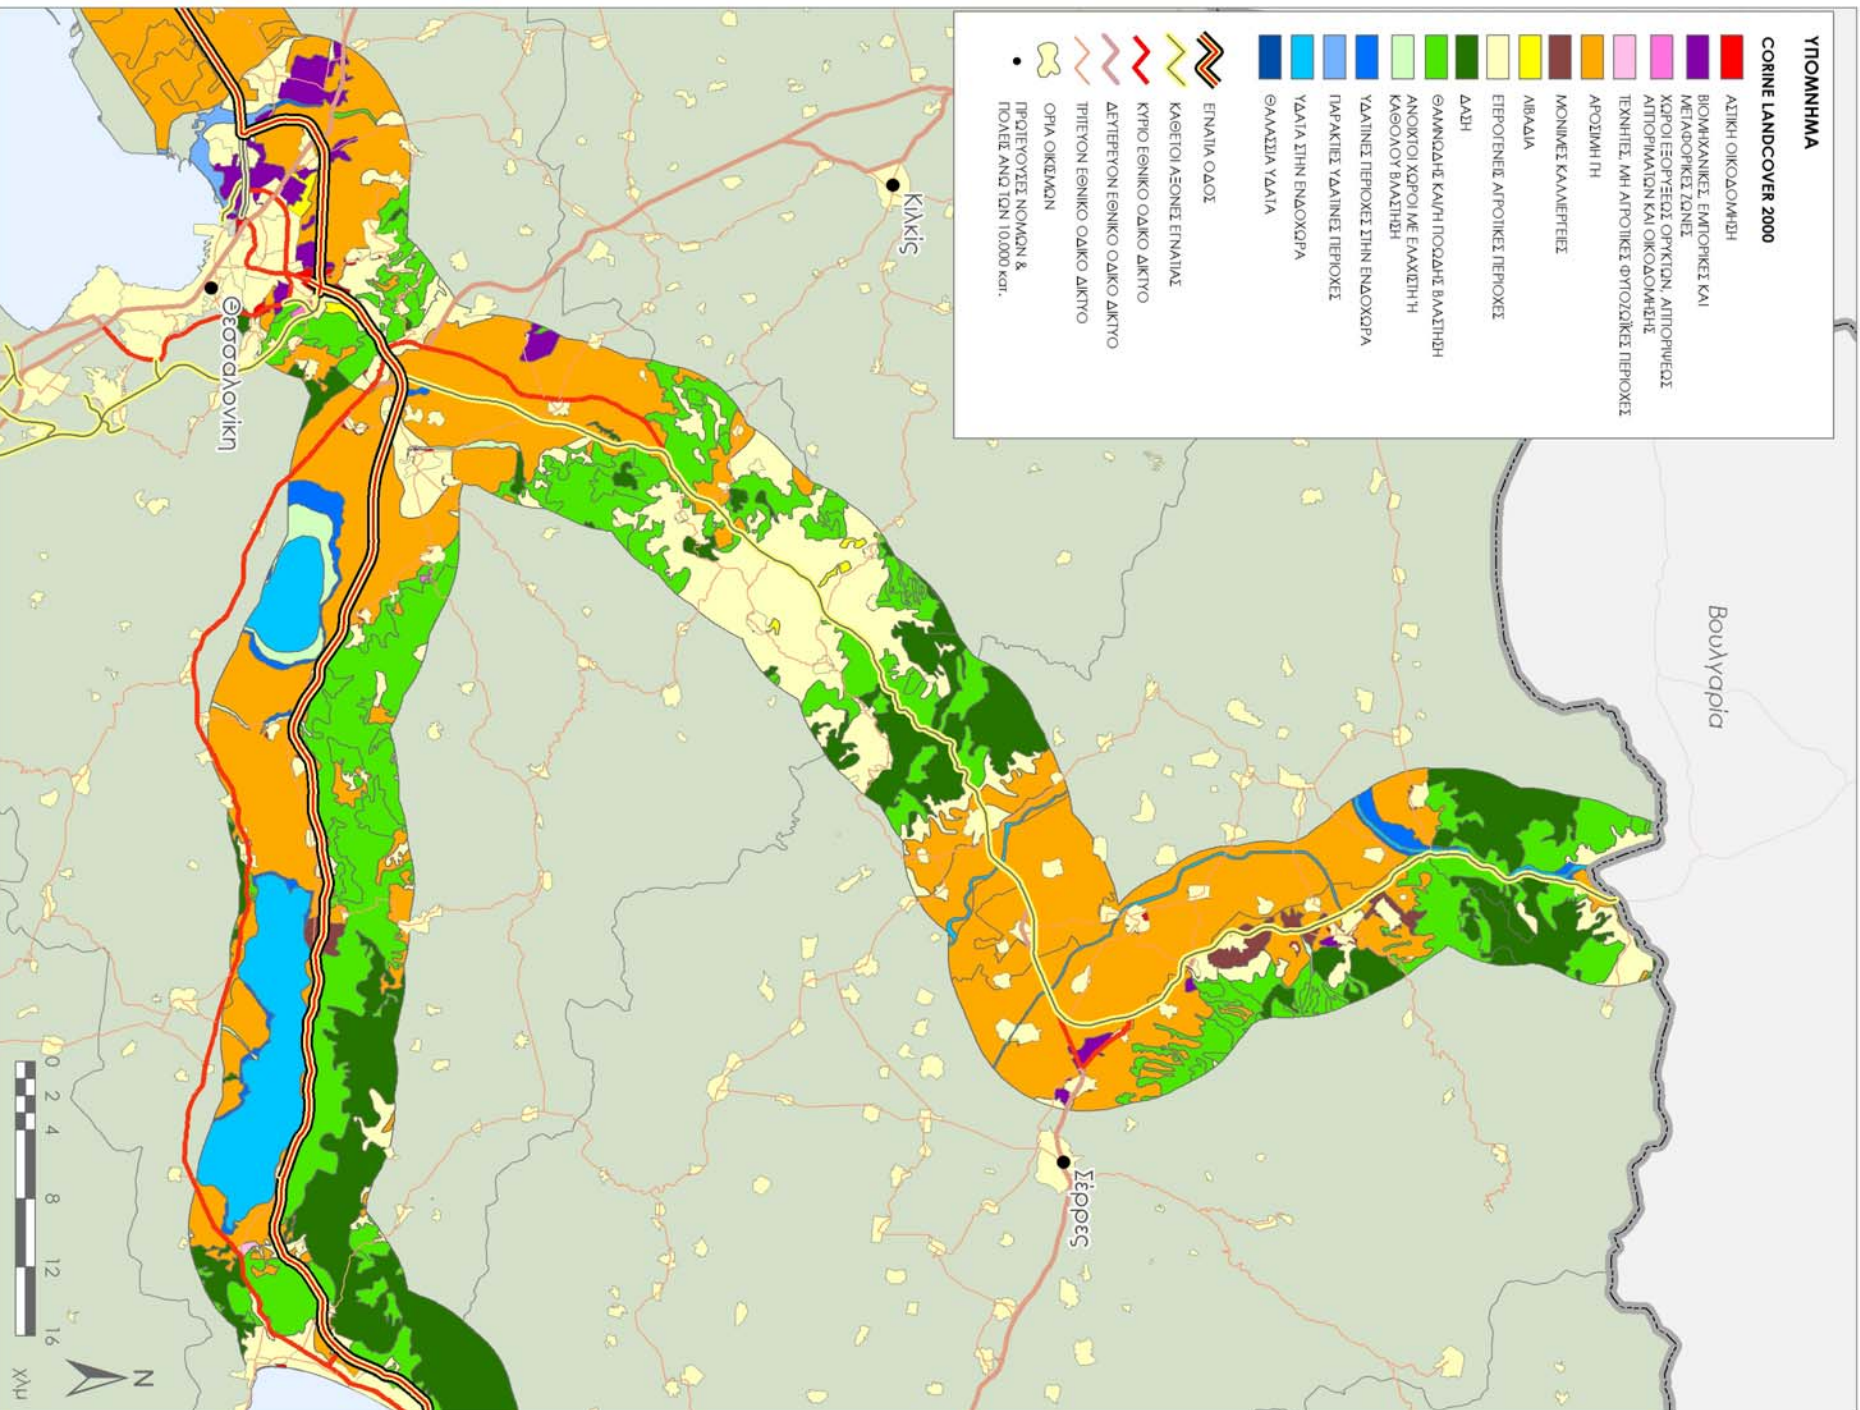 ΥΠΟΜΝΗΜΑ
CORINE LANDCOVER 2000
ΑΣΤΙΚΗ ΟΙΚΟΔΟΜΗΣΗ
ΒΙΟΜΗΧΑΝΙΚΕΣ, ΕΜΠΟΡΙΚΕΣ ΚΑΙ
ΜΕΤΑΦΟΡΙΚΕΣ ΖΩΝΕΣ
ΧΩΡΟΙ ΕΞΟΡΥΞΕΩΣ ΟΡΥΚΤΩΝ, ΑΠΠΟΡΙΨΕΩΣ
ΑΠΠΟΡΙΜΑΤΩΝ ΚΑΙ ΟΙΚΟΔΟΜΗΣΗΣ
ΤΕΧΝΗΤΕΣ, ΜΗ ΑΓΡΟΤΙΚΕΣ ΦΥΤΟΖΩΪΚΕΣ ΠΕΡΙΟΧΕΣ
ΑΡΟΣΙΜΗ ΓΗ
ΜΟΝΙΜΕΣ ΚΑΛΛΙΕΡΓΕΙΕΣ
ΛΙΒΑΔΙΑ
ΕΤΕΡΟΓΕΝΕΙΣ ΑΓΡΟΤΙΚΕΣ ΠΕΡΙΟΧΕΣ
ΔΑΣΗ
ΘΑΜΝΩΔΗΣ ΚΑΙ/Η ΠΟΩΔΗΣ ΒΛΑΣΤΗΣΗ
ΑΝΟΙΧΤΟΙ ΧΩΡΟΙ ΜΕ ΕΛΑΧΙΣΤΗ Ή
ΚΑΘΟΛΟΥ ΒΛΑΣΤΗΣΗ
ΥΔΑΤΙΝΕΣ ΠΕΡΙΟΧΕΣ ΣΤΗΝ ΕΝΔΟΧΩΡΑ
ΠΑΡΑΚΤΙΕΣ ΥΔΑΤΙΝΕΣ ΠΕΡΙΟΧΕΣ
ΥΔΑΤΑ ΣΤΗΝ ΕΝΔΟΧΩΡΑ
ΘΑΛΑΣΣΙΑ ΥΔΑΤΑ
ΕΓΝΑΤΙΑ ΟΔΟΣ
ΚΑΘΕΤΟΙ ΑΞΟΝΕΣ ΕΓΝΑΤΙΑΣ
ΚΥΡΙΟ ΕΘΝΙΚΟ ΟΔΙΚΟ ΔΙΚΤΥΟ
ΔΕΥΤΕΡΕΥΟΝ ΕΘΝΙΚΟ ΟΔΙΚΟ ΔΙΚΤΥΟ
ΤΡΙΤΕΥΟΝ ΕΘΝΙΚΟ ΟΔΙΚΟ ΔΙΚΤΥΟ
ΟΡΙΑ ΟΙΚΙΣΜΩΝ
ΠΡΩΤΕΥΟΥΣΕΣ ΝΟΜΩΝ &
ΠΟΛΕΙΣ ΑΝΩ ΤΩΝ 10.000 κατ.
Βουλγαρία
Κιλκίς
Σέρρες
Θεσσαλονίκη
N
0 2 4 8 12 16
χλμ